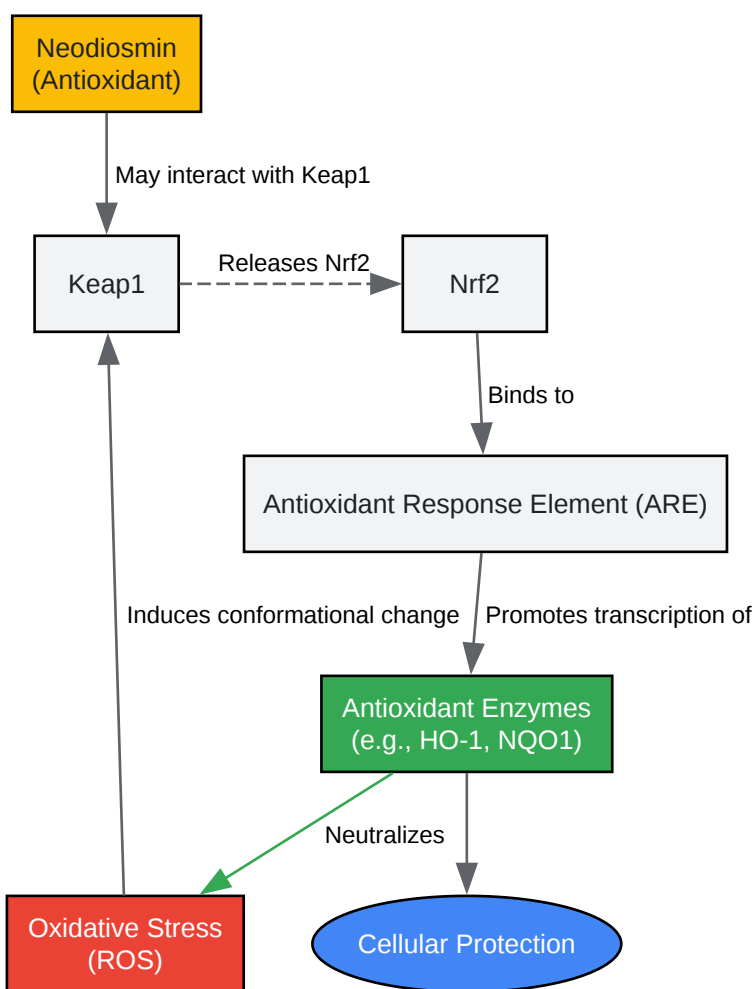 Neodiosmin
(Antioxidant)
May interact with Keap1
Keap1
Releases Nrf2
Nrf2
Binds to
Antioxidant Response Element (ARE)
Induces conformational change
Promotes transcription of
Antioxidant Enzymes
(e.g., HO-1, NQO1)
Neutralizes
Oxidative Stress
(ROS)
Cellular Protection